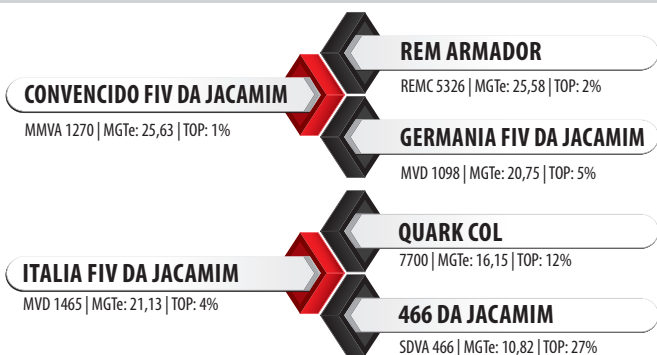 CONVENCIDO FIV DA JACAMIM
MMVA 1270 | MGTe: 25,63 | TOP: 1%
REM ARMADOR
REMC 5326 | MGTe: 25,58 | TOP: 2%
GERMANIA FIV DA JACAMIM
MVD 1098 | MGTe: 20,75 | TOP: 5%
ITALIA FIV DA JACAMIM
MVD 1465 | MGTe: 21,13 | TOP: 4%
QUARK COL
7700 | MGTe: 16,15 | TOP: 12%
466 DA JACAMIM
SDVA 466 | MGTe: 10,82 | TOP: 27%